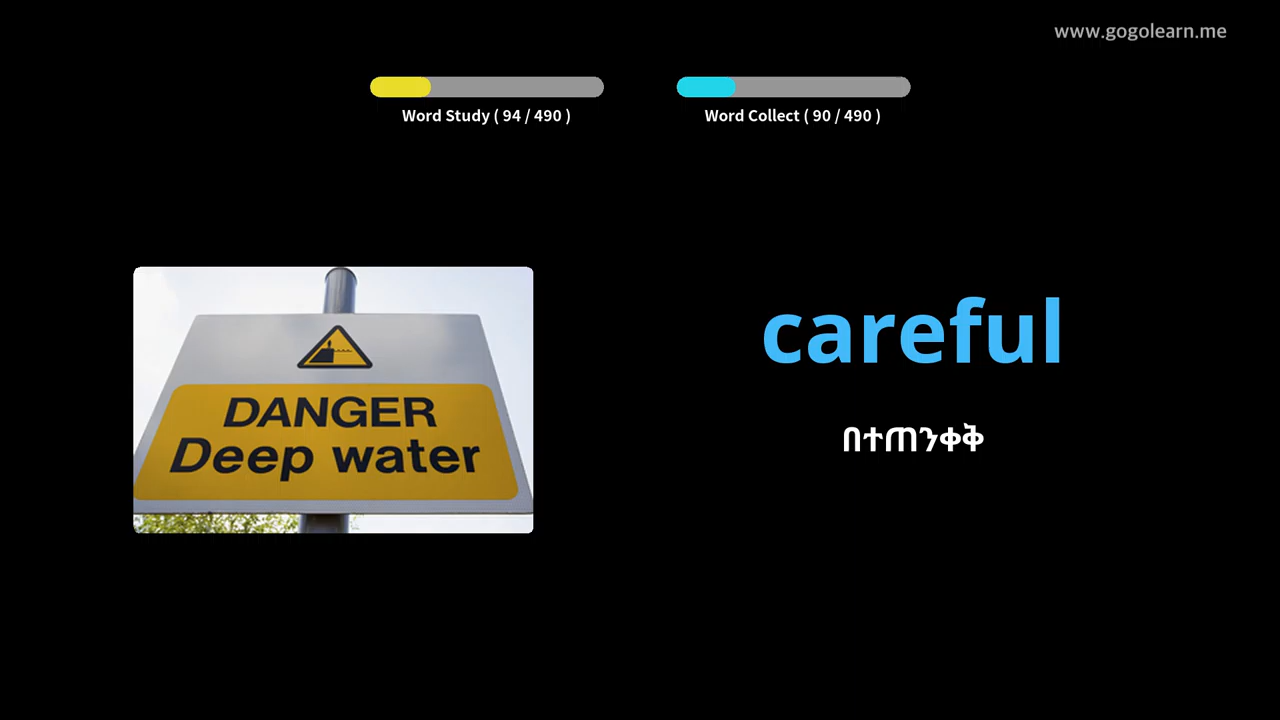 www.gogolearn.me
Word Study ( 94 / 490 )
Word Collect ( 90 / 490 )
DANGER
Deep water
careful
በተጠንቀቅ